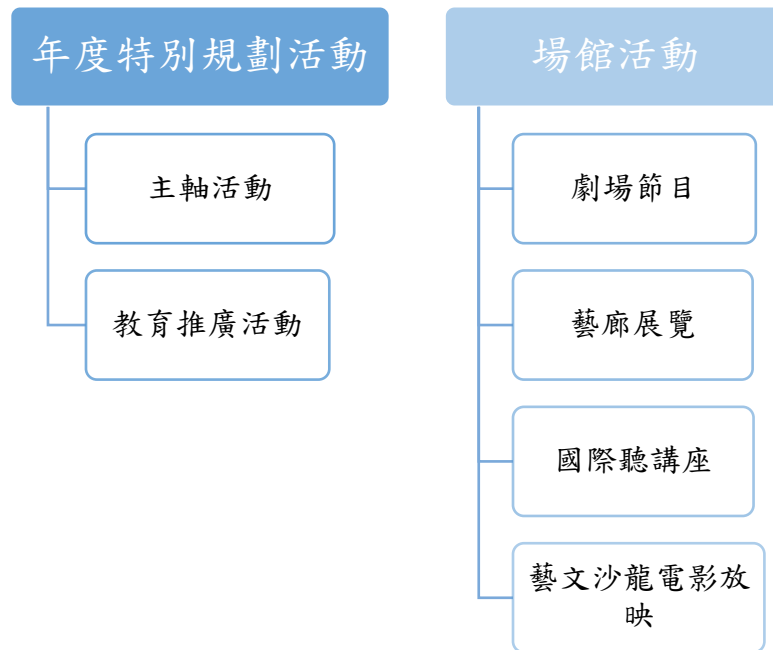 年度特別規劃活動
主軸活動
教育推廣活動
場館活動
劇場節目
藝廊展覽
國際聽講座
藝文沙龍電影放
映